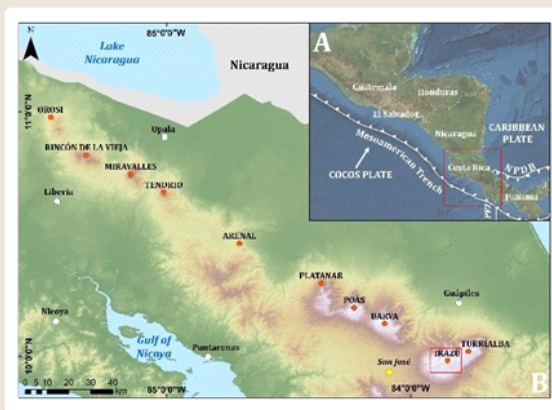 N
85°0'0"W
A
Lake
Nicaragua
Nicaragua
Guatemala
Honduras
El Salvador
Nicaragua
CARIBBEAN
PLATE
Mesoamerican Trench
COCOS PLATE
Costa Rica
NPDB
Panama
PFZ
11°0'0"N
OROSI
Upala
RINCÓN DE LA VIEJA
MIRAVALLES
TENORIO
Liberia
ARENAL
PLATANAR
POÁS
BARVA
Guápiles
Nicoya
Gulf of
Nicoya
Puntarenas
TURRIALBA
IRAZÚ
San José
10°0'0"N
0 5 10 20 30 40
km
85°0'0"W
84°0'0"W
B